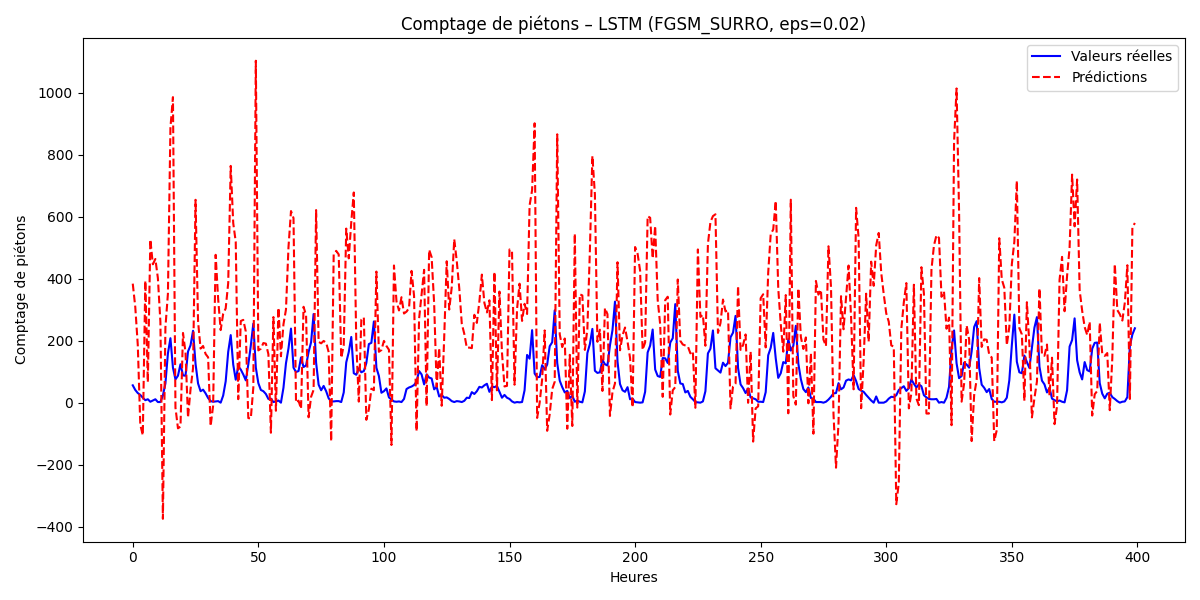 Comptage de piétons – LSTM (FGSM_SURRO, eps=0.02)
Valeurs réelles
Prédictions
Comptage de piétons
1000
800
600
400
200
0
−200
−400
0 50 100 150 200 250 300 350 400
Heures